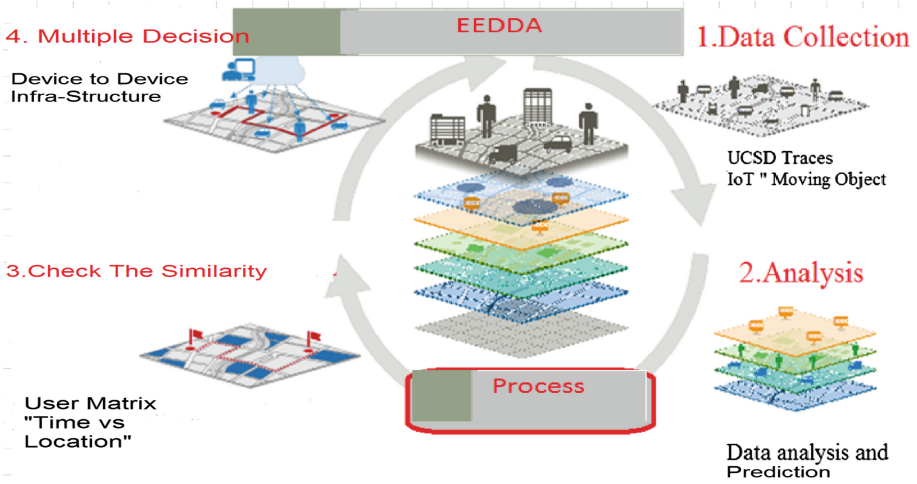 EEDDA
1.Data Collection
UCSD Traces
IoT " Moving Object
2.Analysis
Data analysis and
Prediction
Process
3.Check The Similarity
User Matrix
"Time vs
Location"
4. Multiple Decision
Device to Device
Infra-Structure